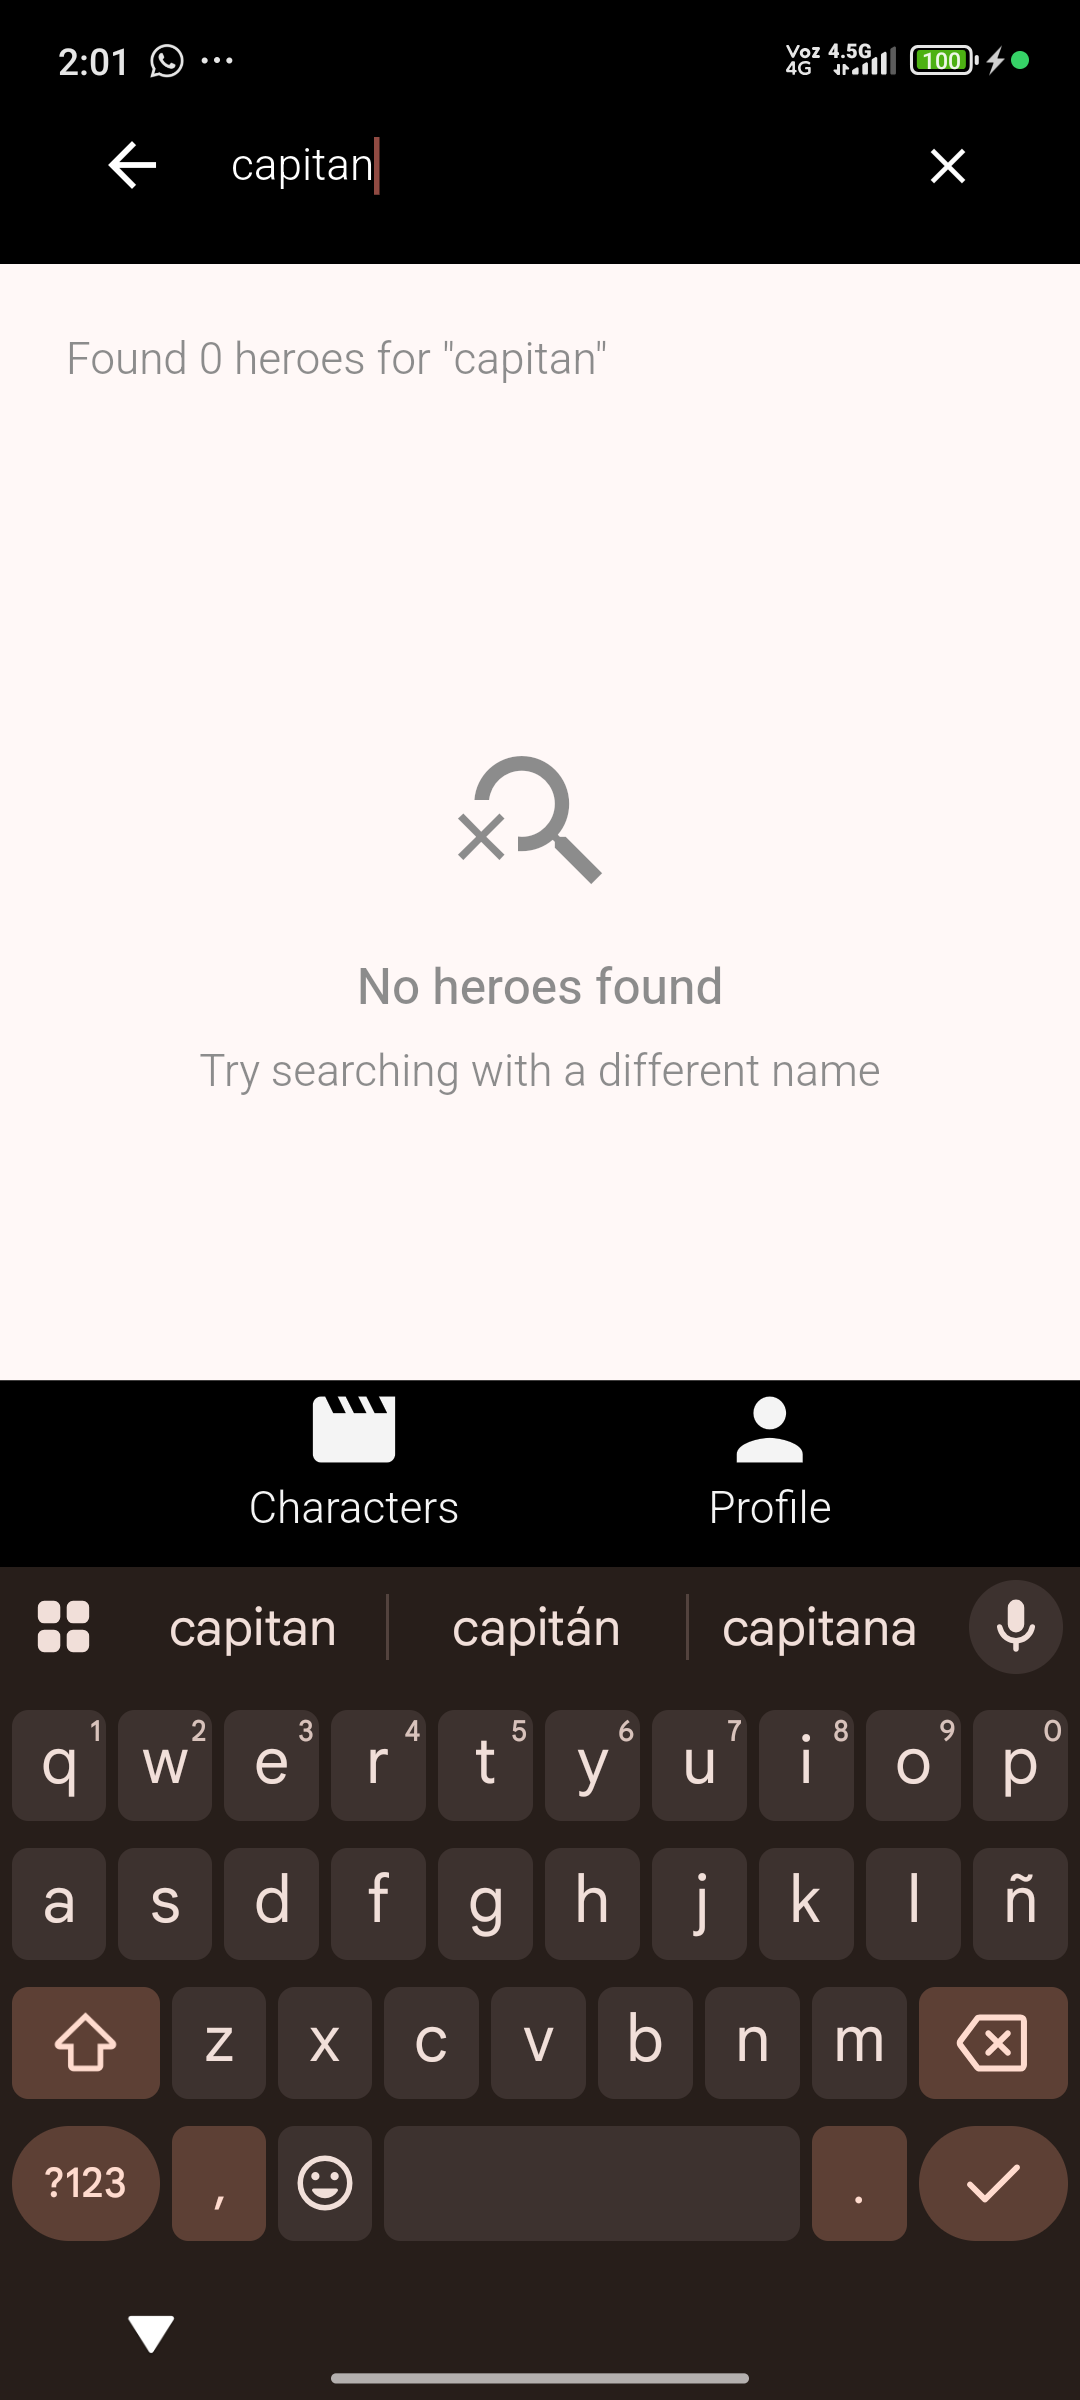 2:01 Voz 4G 4.5G 100
capitan
Found 0 heroes for "capitan"
No heroes found
Try searching with a different name
Characters Profile
capitan capitán capitana
q1 w2 e3 r4 t5 y6 u7 i8 o9 p0
a s d f g h j k l ñ
z x c v b n m
?123 , .